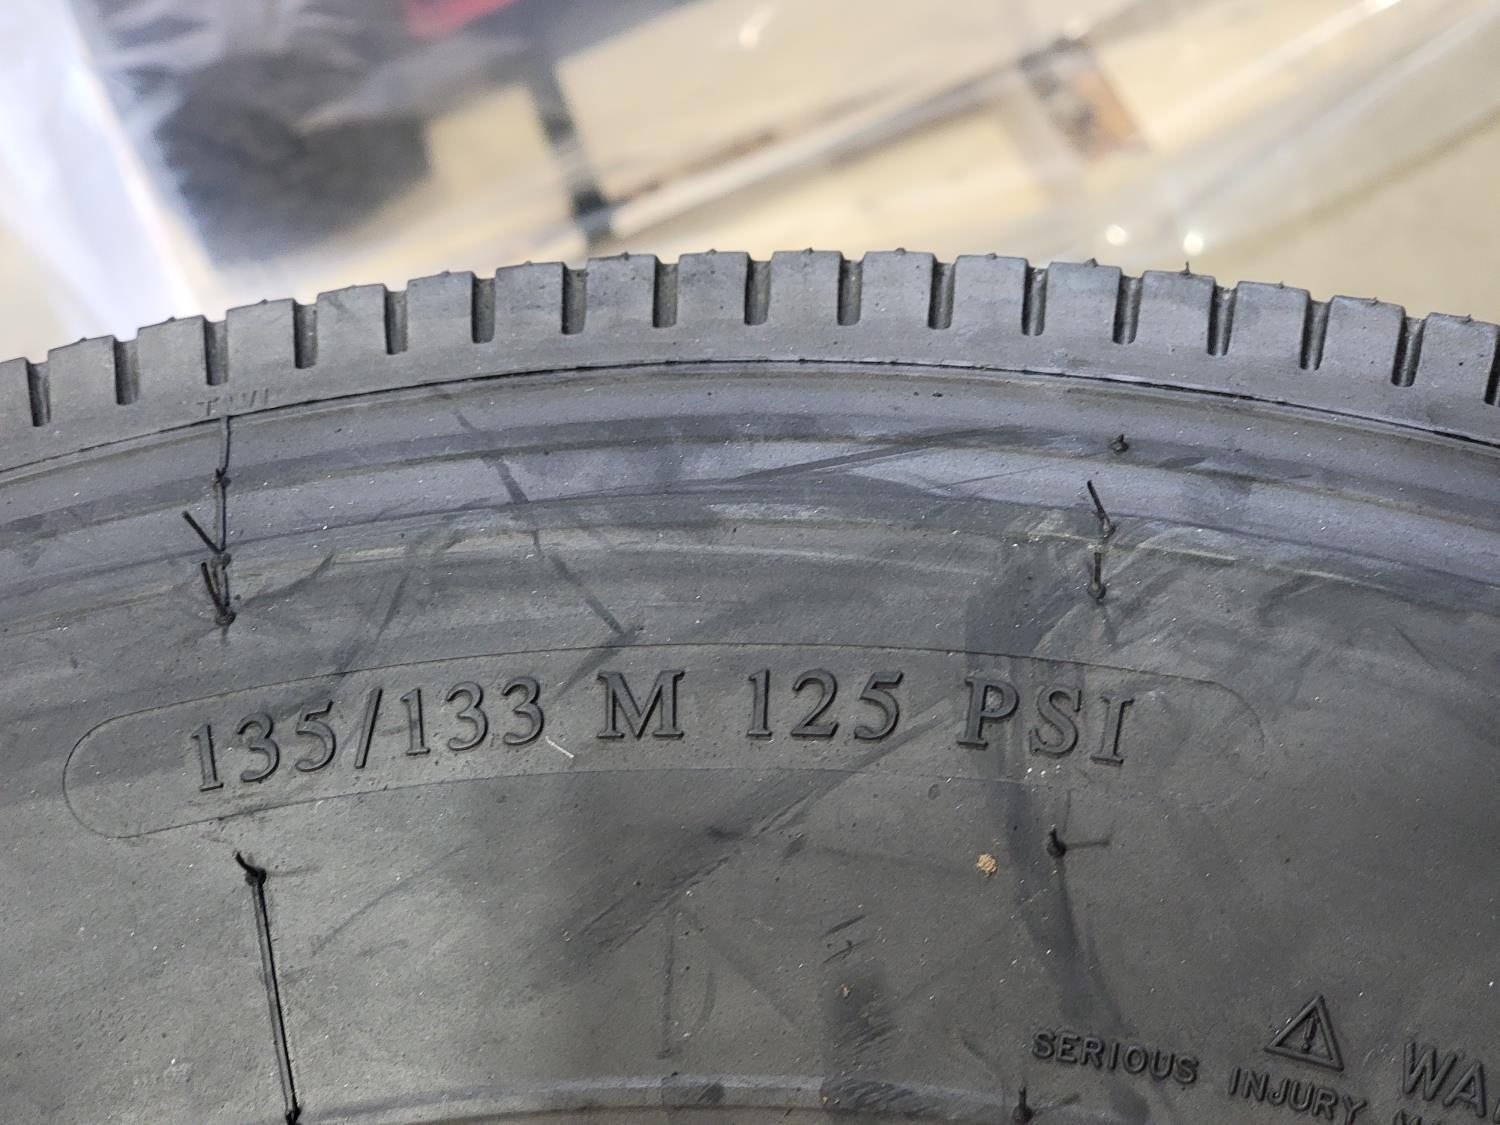 TWI
135/133 M 125 PSI
SERIOUS INJURY